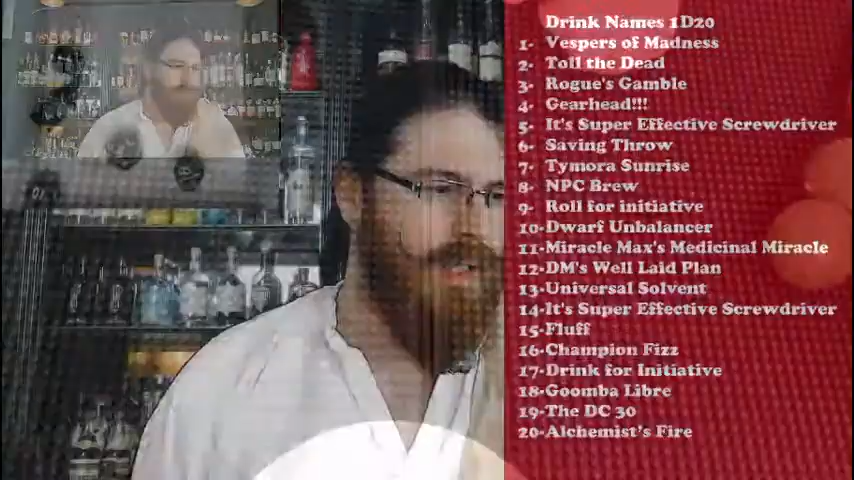 Drink Names 1D20
1- Vespers of Madness
2- Toll the Dead
3- Rogue's Gamble
4- Gearhead!!!
5- It's Super Effective Screwdriver
6- Saving Throw
7- Tymora Sunrise
8- NPC Brew
9- Roll for initiative
10-Dwarf Unbalancer
11-Miracle Max's Medicinal Miracle
12-DM's Well Laid Plan
13-Universal Solvent
14-It's Super Effective Screwdriver
15-Fluff
16-Champion Fizz
17-Drink for Initiative
18-Goomba Libre
19-The DC 30
20-Alchemist's Fire